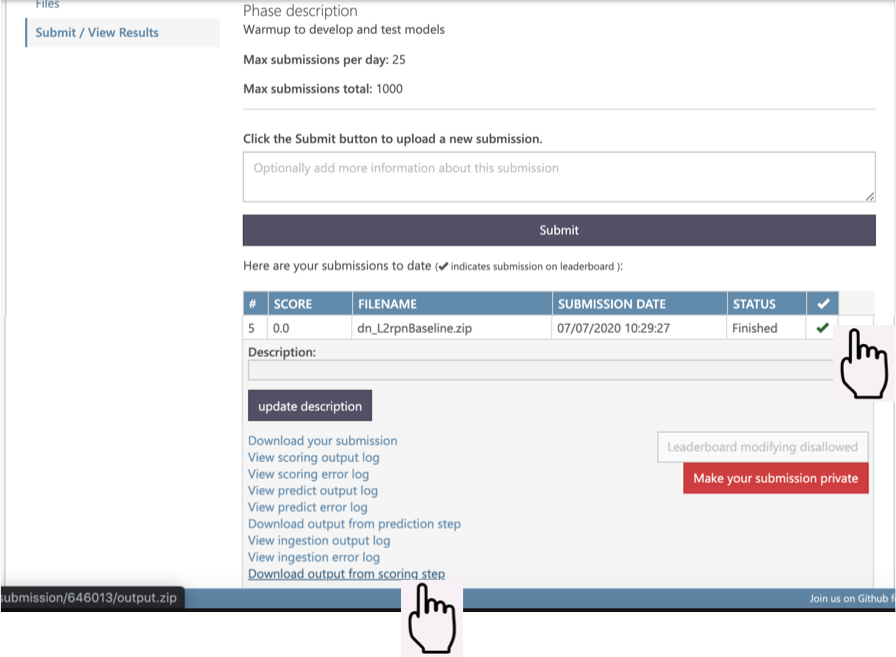 Files
Submit / View Results
Phase description
Warmup to develop and test models
Max submissions per day: 25
Max submissions total: 1000
Click the Submit button to upload a new submission.
Optionally add more information about this submission
Submit
Here are your submissions to date (✔ indicates submission on leaderboard ):
# SCORE FILENAME SUBMISSION DATE STATUS ✔
5 0.0 dn_L2rpnBaseline.zip 07/07/2020 10:29:27 Finished ✔
Description:
update description
Download your submission
View scoring output log
View scoring error log
View predict output log
View predict error log
Download output from prediction step
View ingestion output log
View ingestion error log
Download output from scoring step
Leaderboard modifying disallowed
Make your submission private
submission/646013/output.zip
Join us on Github f